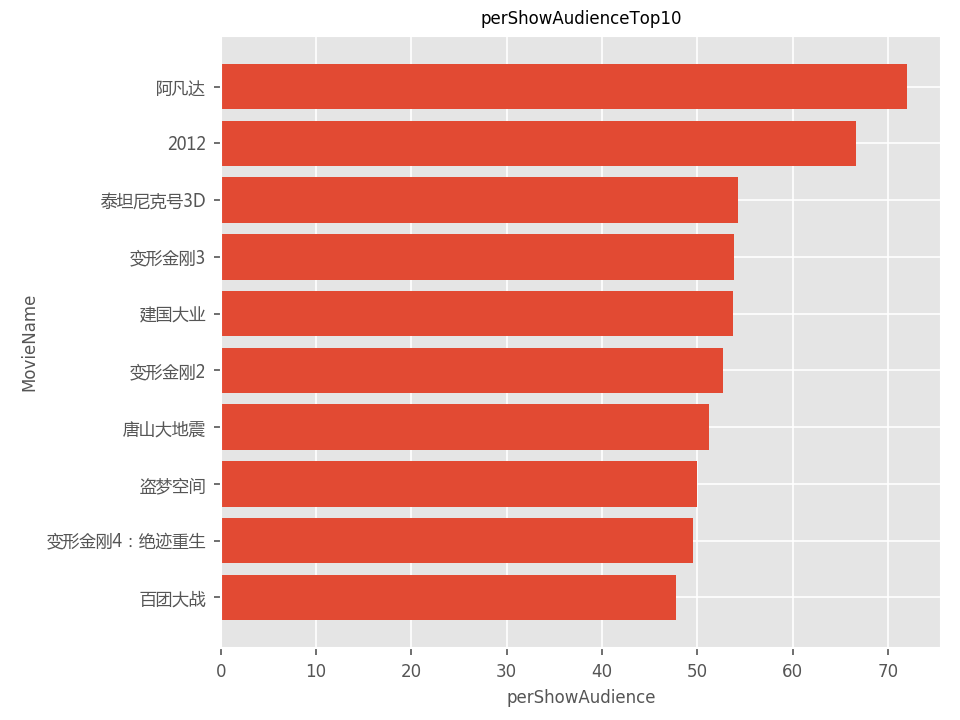 perShowAudienceTop10
阿凡达
2012
泰坦尼克号3D
变形金刚3
建国大业
变形金刚2
唐山大地震
盗梦空间
变形金刚4：绝迹重生
百团大战
MovieName
0 10 20 30 40 50 60 70
perShowAudience